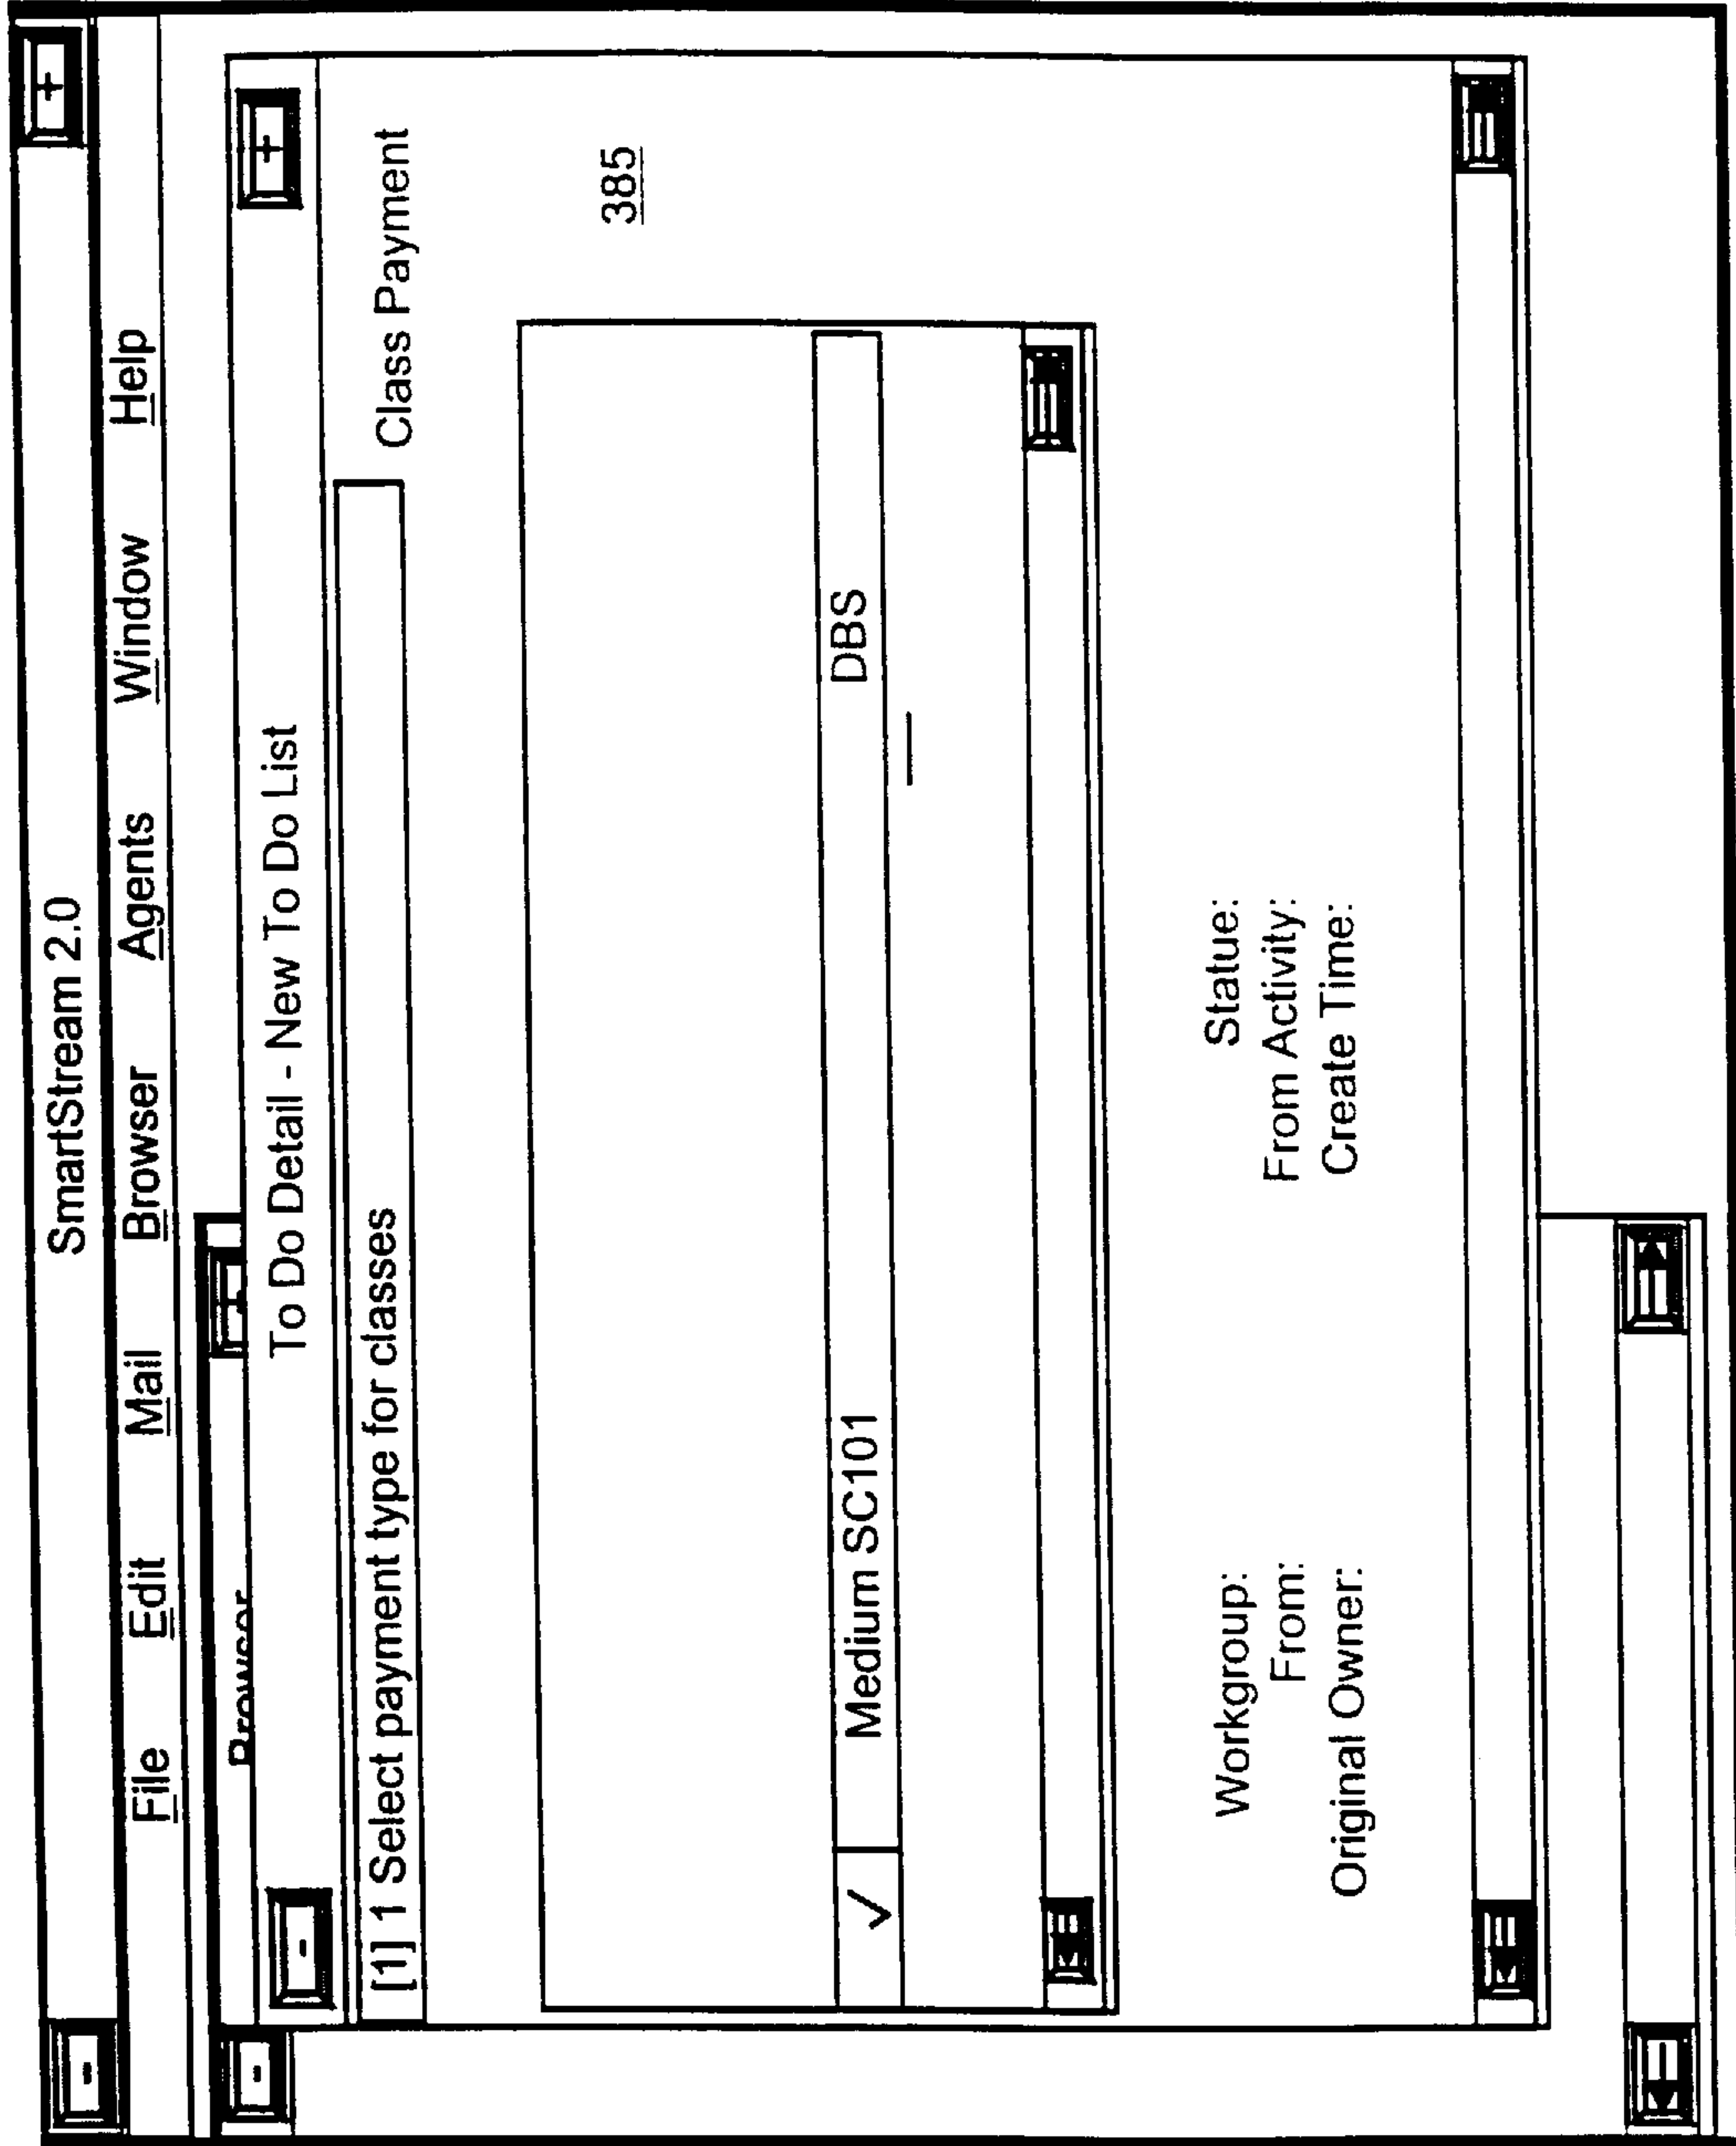 SmartStream 2.0
File Edit Mail Browser Agents Window Help
Browser
To Do Detail - New To Do List
[1] 1 Select payment type for classes
Class Payment
385
✓ Medium SC101 DBS
Workgroup: Statue:
From: From Activity:
Original Owner: Create Time: